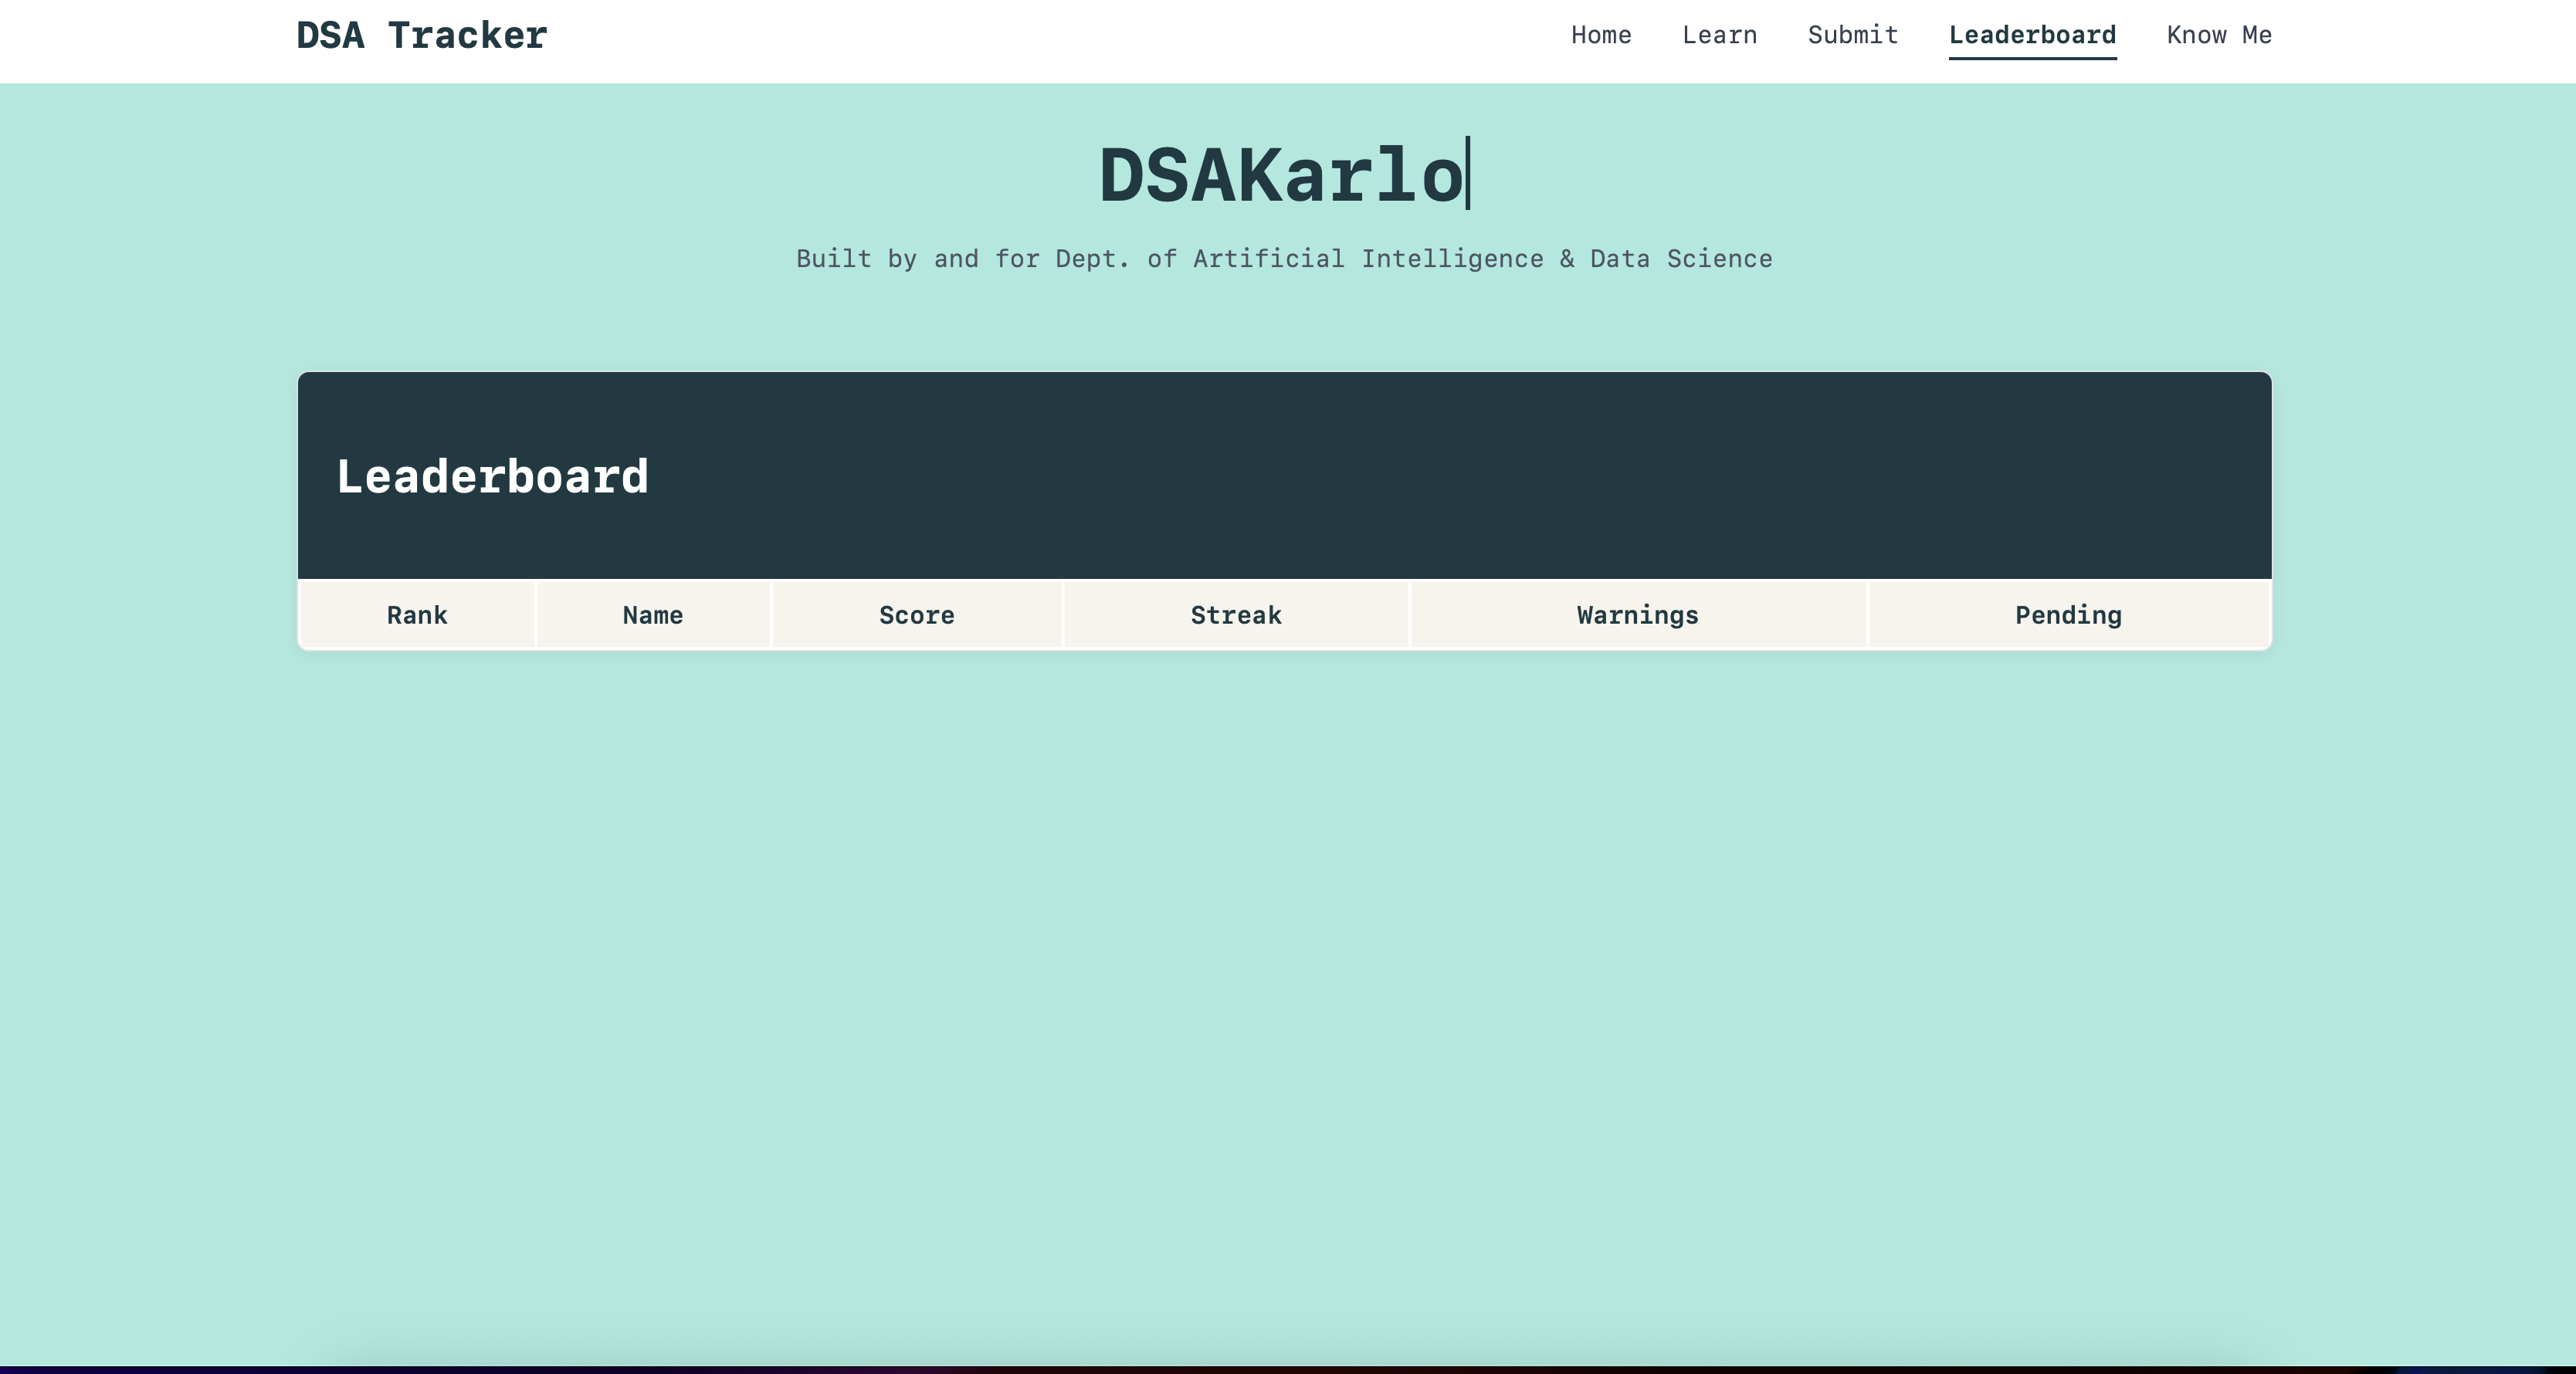 DSA Tracker Home Learn Submit Leaderboard Know Me
DSAKarlo
Built by and for Dept. of Artificial Intelligence & Data Science
Leaderboard
Rank Name Score Streak Warnings Pending